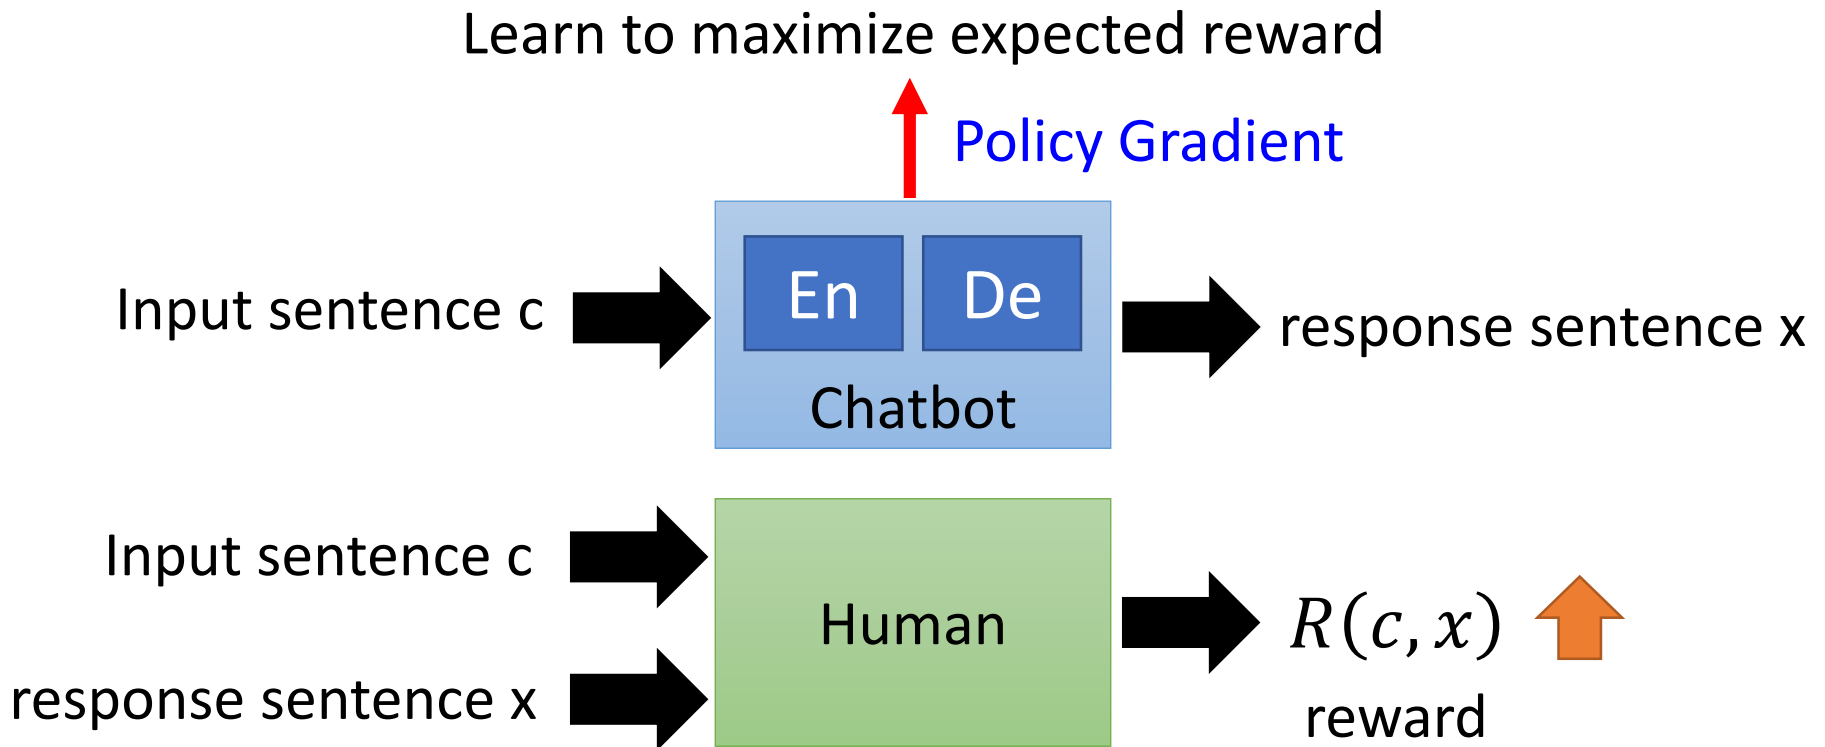 Learn to maximize expected reward
Policy Gradient
Input sentence c
En
De
Chatbot
response sentence x
Input sentence c
response sentence x
Human
R(c, x)
reward